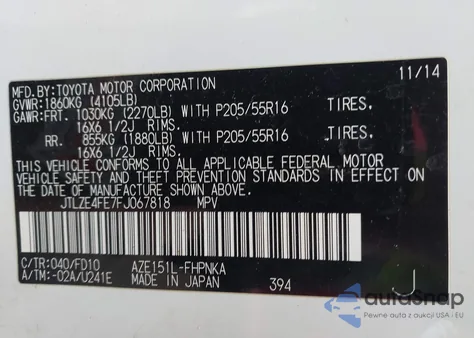 MFD.BY:TOYOTA MOTOR CORPORATION 11/14
GVWR:1860KG (4105LB)
GAWR:FRT. 1030KG (2270LB) WITH P205/55R16 TIRES.
16X6 1/2J RIMS.
RR. 855KG (1880LB) WITH P205/55R16 TIRES.
16X6 1/2J RIMS.
THIS VEHICLE CONFORMS TO ALL APPLICABLE FEDERAL MOTOR
VEHICLE SAFETY AND THEFT PREVENTION STANDARDS IN EFFECT
ON THE DATE OF MANUFACTURE SHOWN ABOVE.
JTLZE4FE7FJ067818 MPV
C/TR:040/FD10 AZE151L-FHPNKA
A/TM:-02A/U241E MADE IN JAPAN 394 J
autoSnap
Pewne auta z aukcji USA i EU